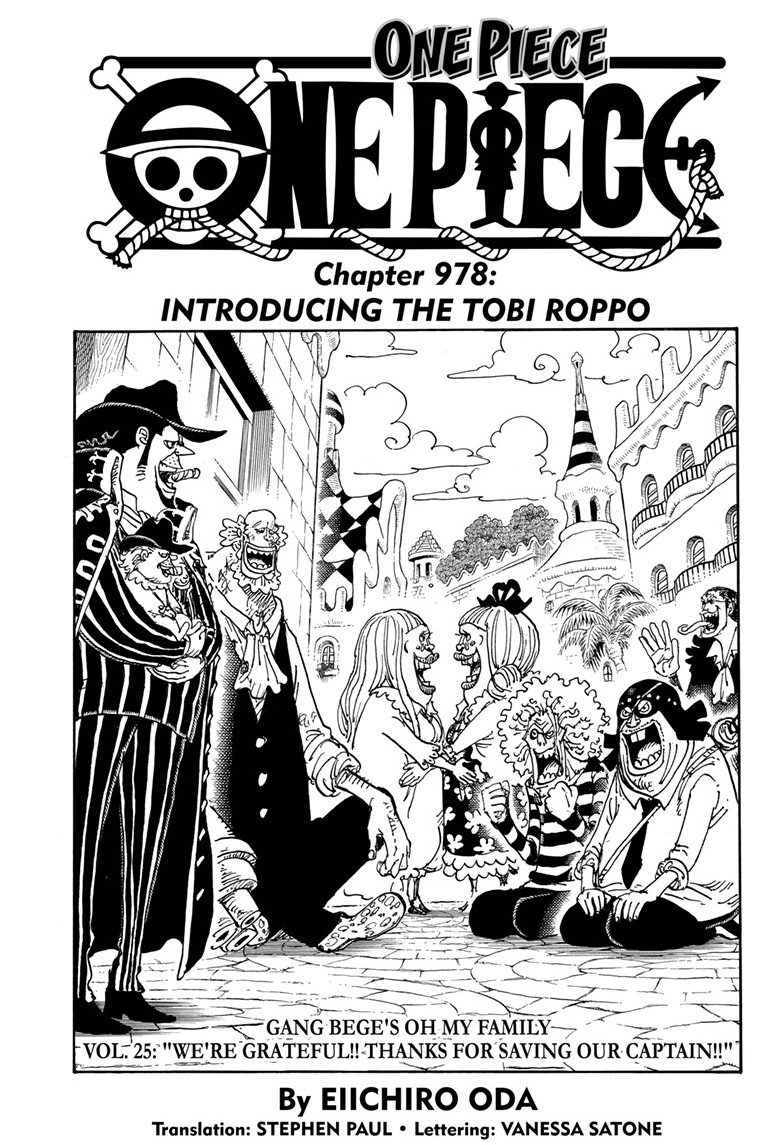 ONE PIECE
ONE PIECE
Chapter 978:
INTRODUCING THE TOBI ROPPO
GANG BEGE'S OH MY FAMILY
VOL. 25: "WE'RE GRATEFUL!! THANKS FOR SAVING OUR CAPTAIN!!"
By EIICHIRO ODA
Translation: STEPHEN PAUL • Lettering: VANESSA SATONE